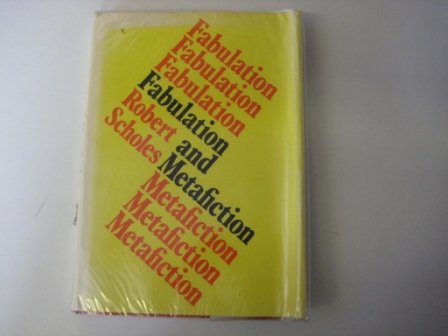 Fabulation
Fabulation
Fabulation
Fabulation
Robert and
Scholes Metafiction
Metafiction
Metafiction
Metafiction